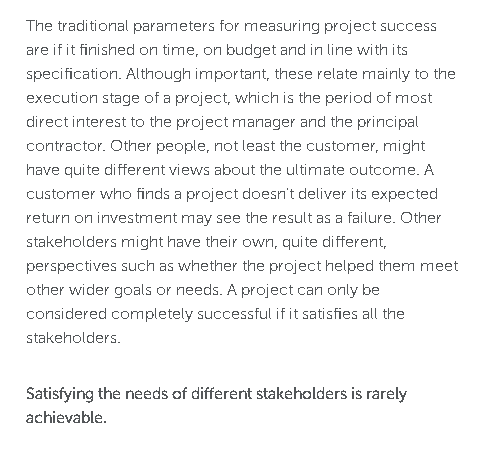 The traditional parameters for measuring project success
are if it finished on time, on budget and in line with its
specification. Although important, these relate mainly to the
execution stage of a project, which is the period of most
direct interest to the project manager and the principal
contractor. Other people, not least the customer, might
have quite different views about the ultimate outcome. A
customer who finds a project doesn't deliver its expected
return on investment may see the result as a failure. Other
stakeholders might have their own, quite different,
perspectives such as whether the project helped them meet
other wider goals or needs. A project can only be
considered completely successful if it satisfies all the
stakeholders.
Satisfying the needs of different stakeholders is rarely
achievable.